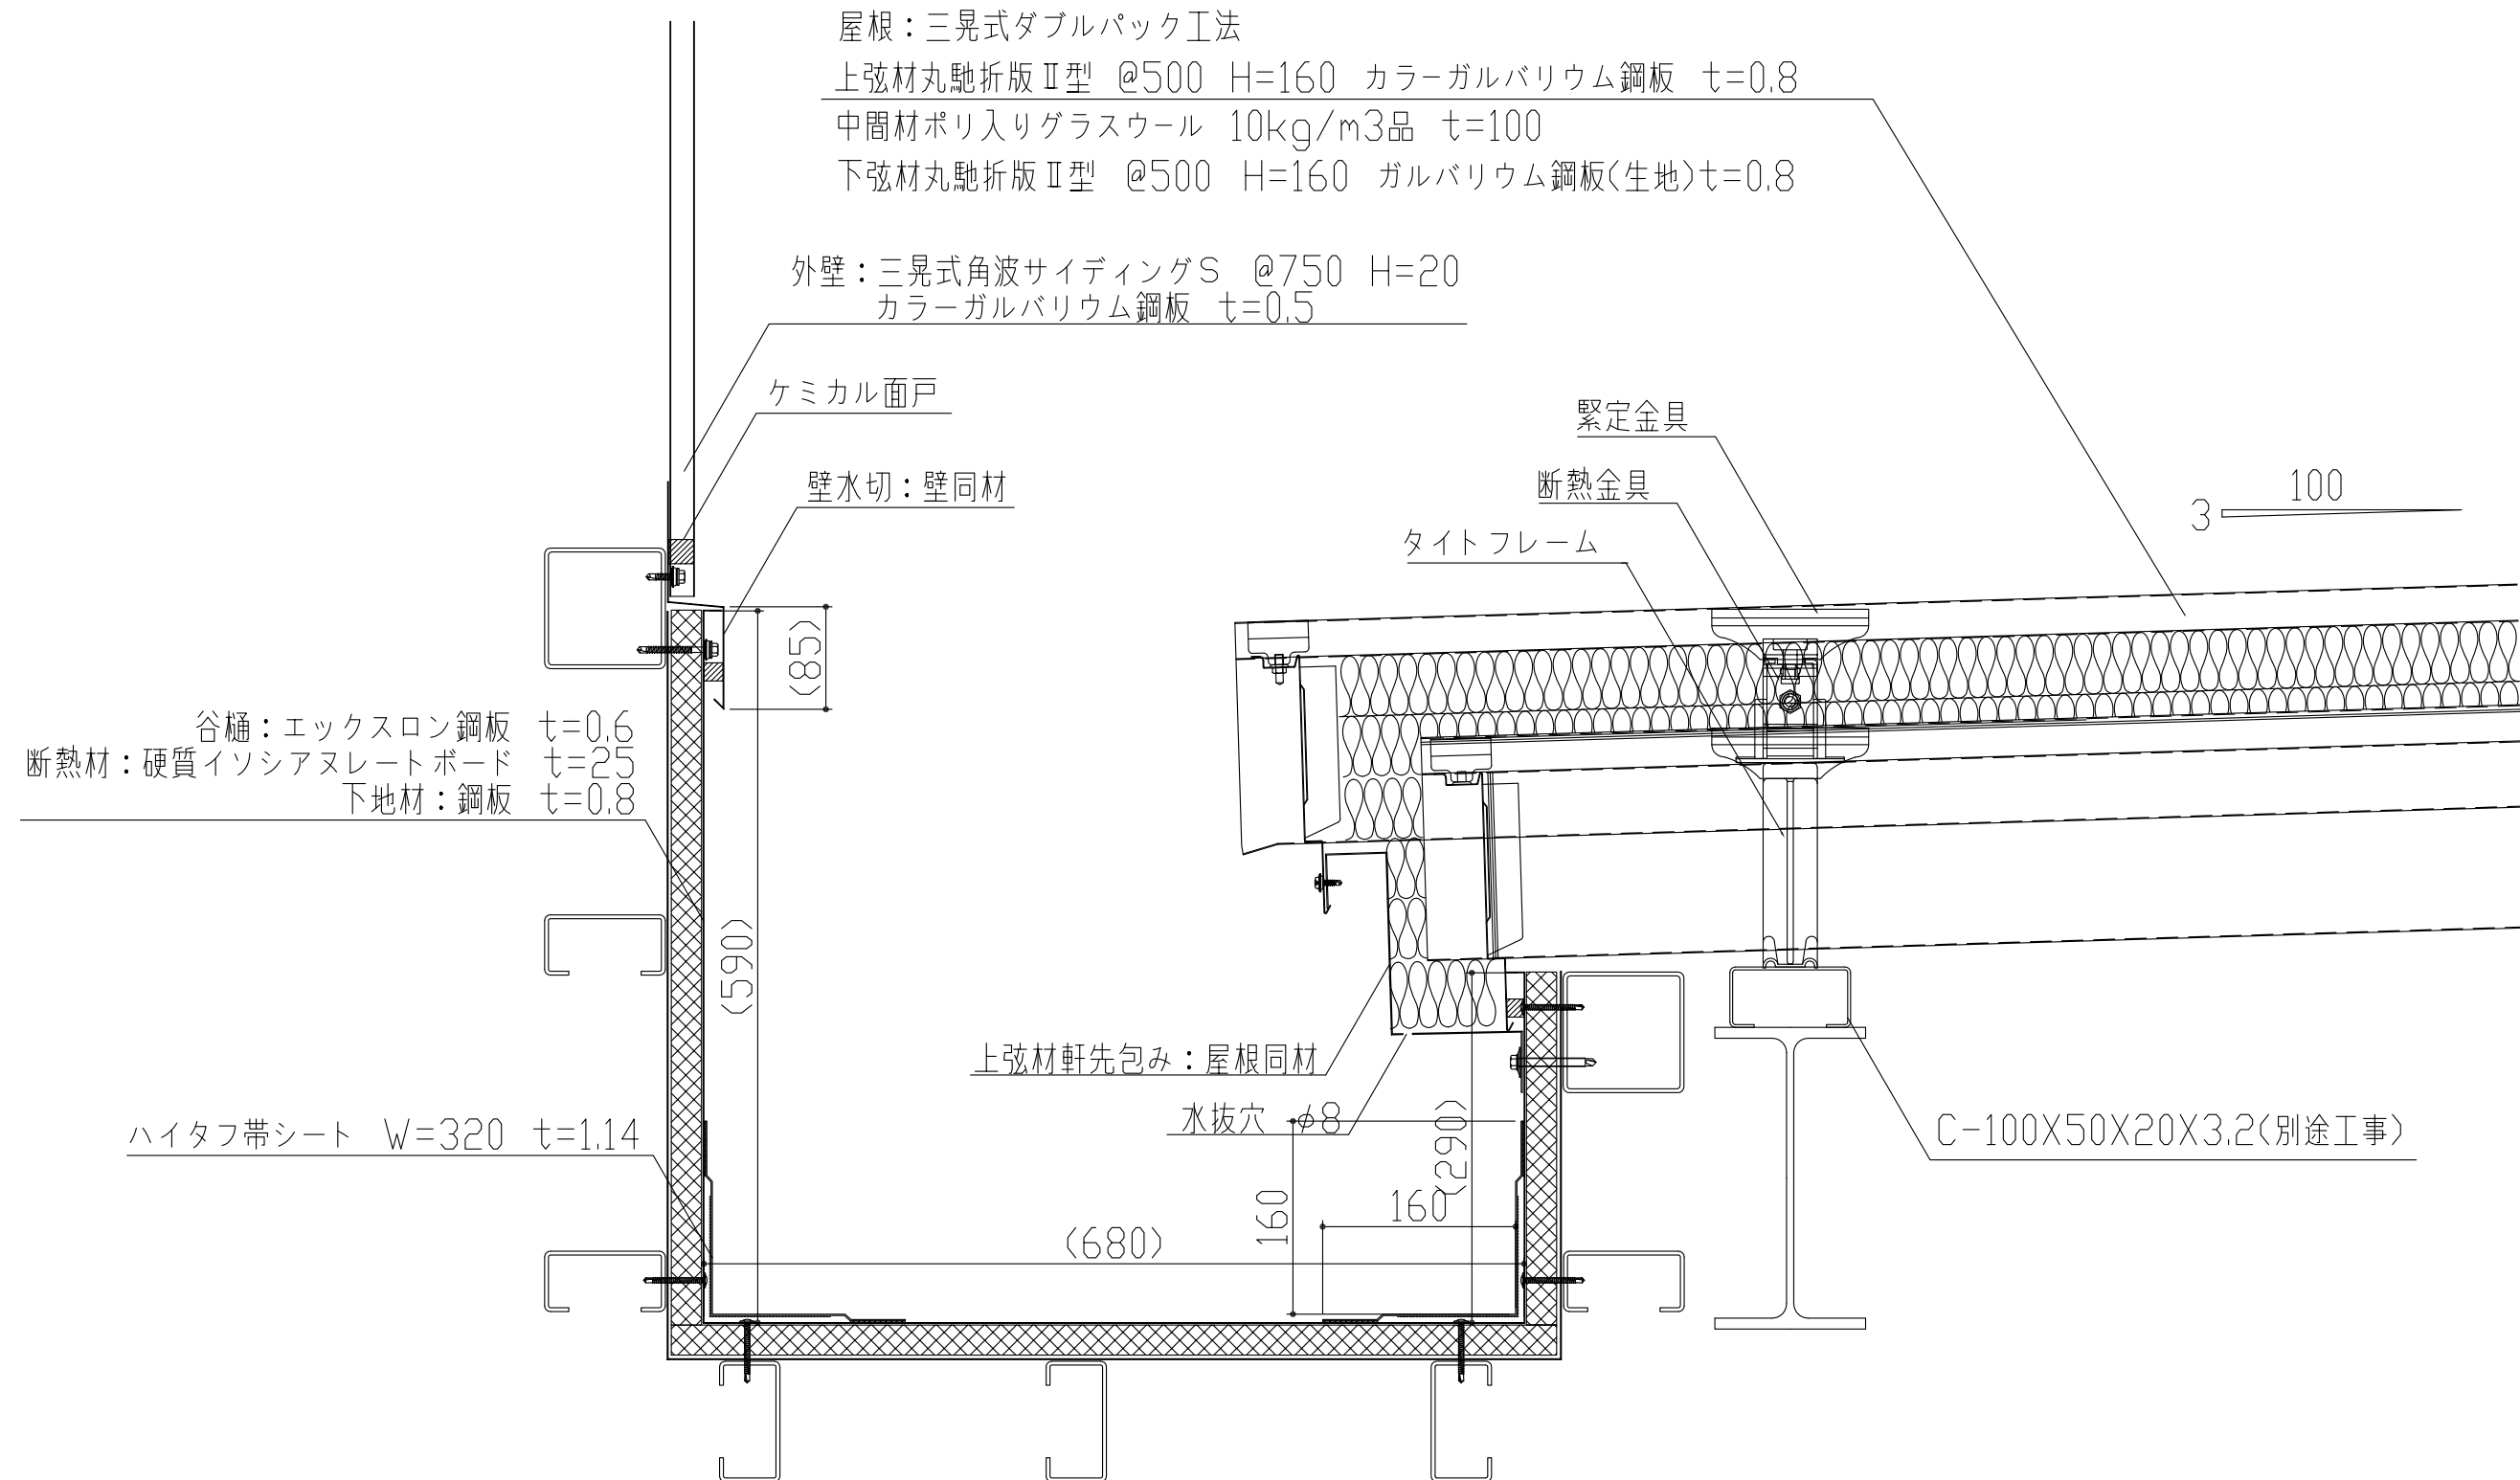 屋根：三晃式ダブルパック工法
上弦材丸馳折版Ⅱ型 @500 H=160 カラーガルバリウム鋼板 t=0.8
中間材ポリ入りグラスウール 10kg/m3品 t=100
下弦材丸馳折版Ⅱ型 @500 H=160 ガルバリウム鋼板(生地)t=0.8
外壁：三晃式角波サイディングS @750 H=20
カラーガルバリウム鋼板 t=0.5
ケミカル面戸
緊定金具
壁水切：壁同材
断熱金具
100
3
タイトフレーム
(85)
谷樋：エックスロン鋼板 t=0.6
断熱材：硬質イソシアヌレートボード t=25
下地材：鋼板 t=0.8
(590)
上弦材軒先包み：屋根同材
水抜穴 φ8
(290)
ハイタフ帯シート W=320 t=1.14
C-100X50X20X3.2(別途工事)
160
160
(680)